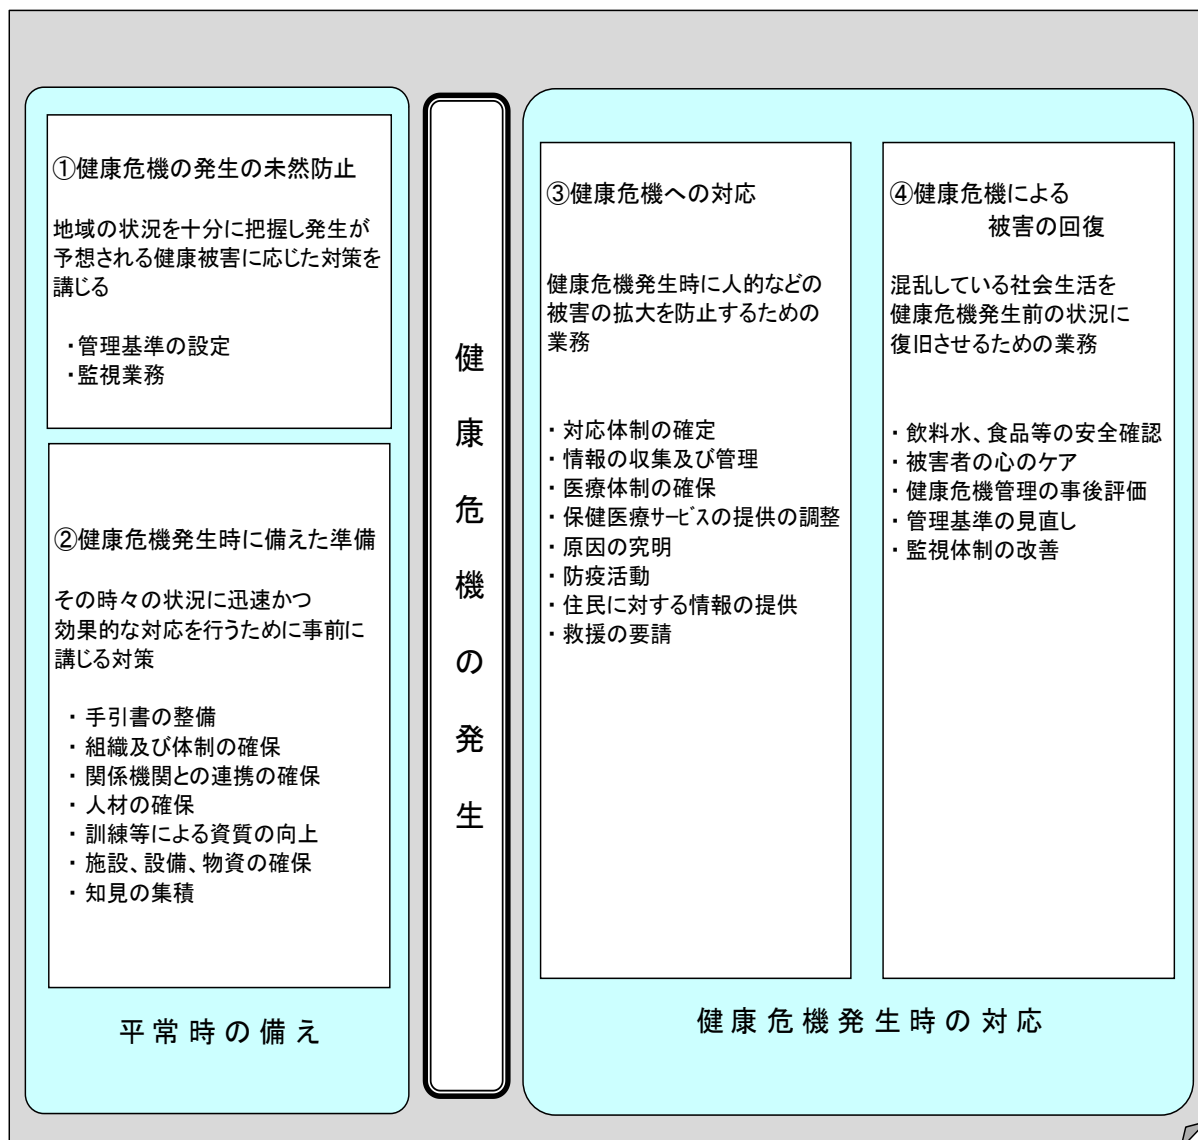 ①健康危機の発生の未然防止
地域の状況を十分に把握し発生が
予想される健康被害に応じた対策を
講じる
・管理基準の設定
・監視業務
②健康危機発生時に備えた準備
その時々の状況に迅速かつ
効果的な対応を行うために事前に
講じる対策
・手引書の整備
・組織及び体制の確保
・関係機関との連携の確保
・人材の確保
・訓練等による資質の向上
・施設、設備、物資の確保
・知見の集積
平常時の備え
健康危機の発生
③健康危機への対応
健康危機発生時に人的などの
被害の拡大を防止するための
業務
・対応体制の確定
・情報の収集及び管理
・医療体制の確保
・保健医療ｻｰﾋﾞｽの提供の調整
・原因の究明
・防疫活動
・住民に対する情報の提供
・救援の要請
④健康危機による
被害の回復
混乱している社会生活を
健康危機発生前の状況に
復旧させるための業務
・飲料水、食品等の安全確認
・被害者の心のケア
・健康危機管理の事後評価
・管理基準の見直し
・監視体制の改善
健康危機発生時の対応